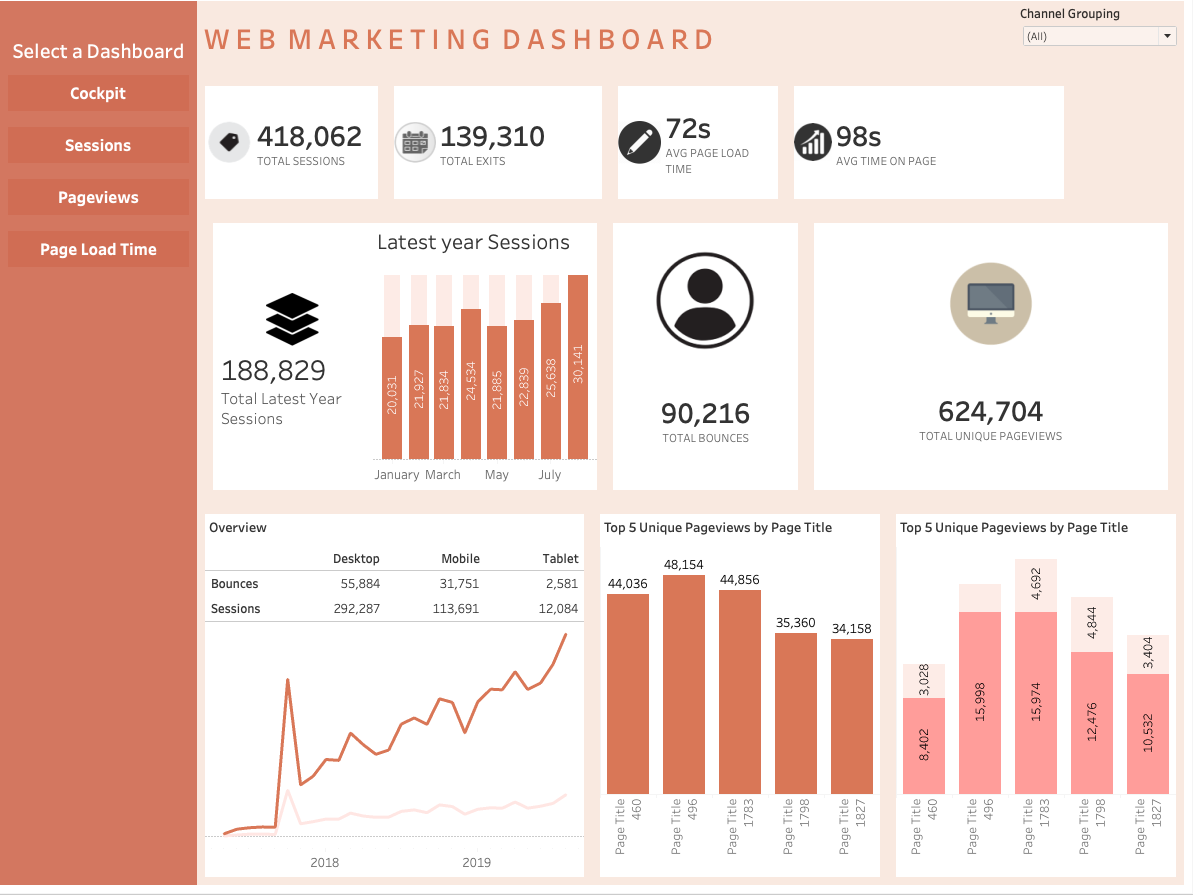 Select a Dashboard
Cockpit
Sessions
Pageviews
Page Load Time
WEB MARKETING DASHBOARD
Channel Grouping
(All)
418,062
TOTAL SESSIONS
139,310
TOTAL EXITS
72s
AVG PAGE LOAD
TIME
98s
AVG TIME ON PAGE
188,829
Total Latest Year
Sessions
Latest year Sessions
20,031
21,927
21,834
24,534
21,885
22,839
25,638
30,141
January March May July
90,216
TOTAL BOUNCES
624,704
TOTAL UNIQUE PAGEVIEWS
Overview
Desktop Mobile Tablet
Bounces 55,884 31,751 2,581
Sessions 292,287 113,691 12,084
2018 2019
Top 5 Unique Pageviews by Page Title
44,036
48,154
44,856
35,360
34,158
Page Title
460
Page Title
496
Page Title
1783
Page Title
1798
Page Title
1827
Top 5 Unique Pageviews by Page Title
3,028
8,402
15,998
4,692
15,974
4,844
12,476
3,404
10,532
Page Title
460
Page Title
496
Page Title
1783
Page Title
1798
Page Title
1827